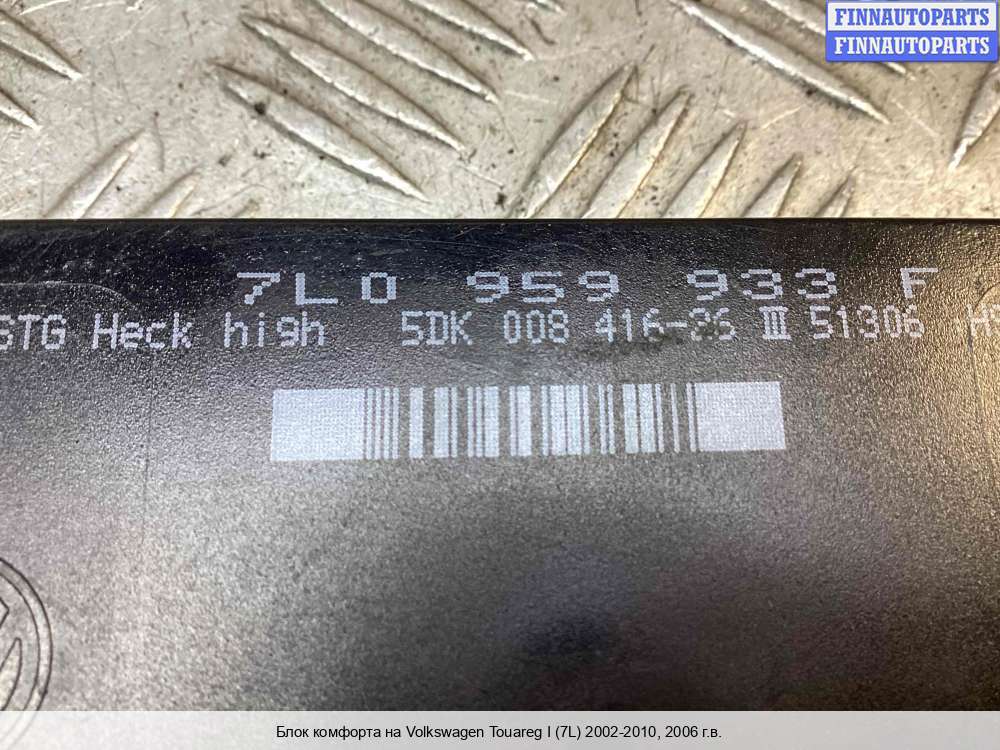 FINNAUTOPARTS
FINNAUTOPARTS
7L0 959 933 F
STG Heck high 5DK 008 416-26 III 51306
Блок комфорта на Volkswagen Touareg I (7L) 2002-2010, 2006 г.в.